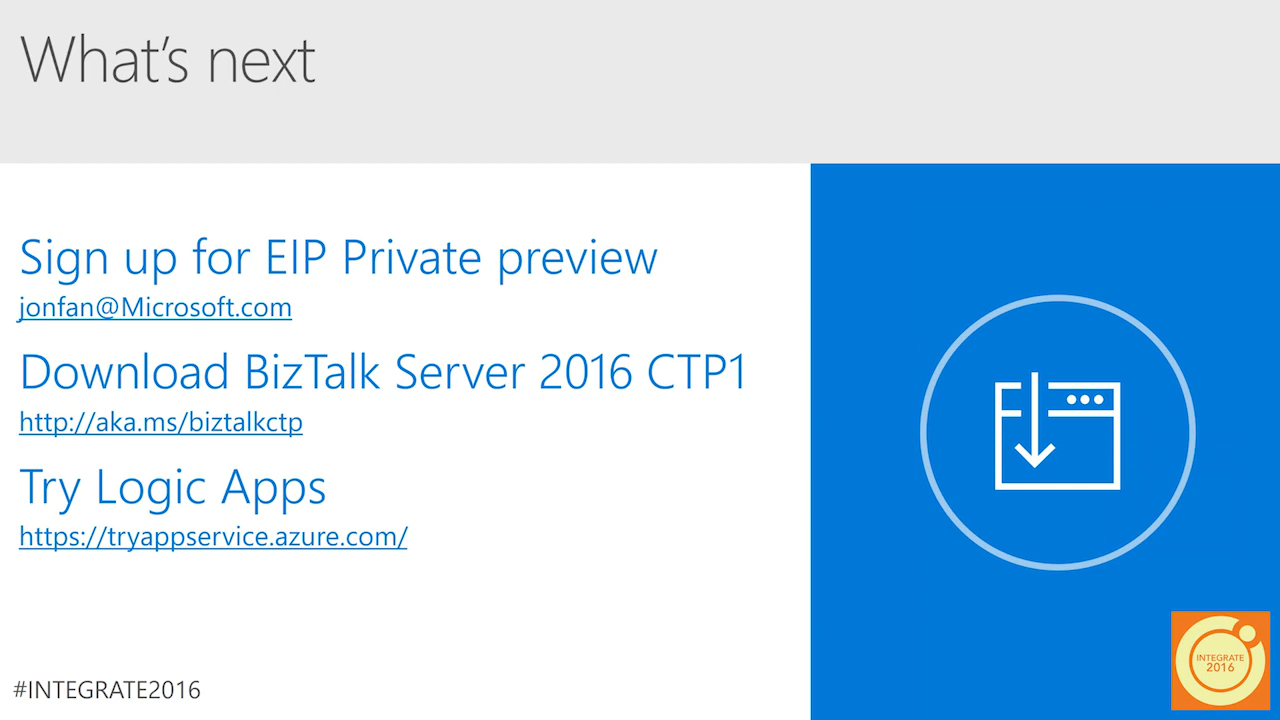 What's next
Sign up for EIP Private preview
jonfan@Microsoft.com
Download BizTalk Server 2016 CTP1
http://aka.ms/biztalkctp
Try Logic Apps
https://tryappservice.azure.com/
#INTEGRATE2016
INTEGRATE
2016